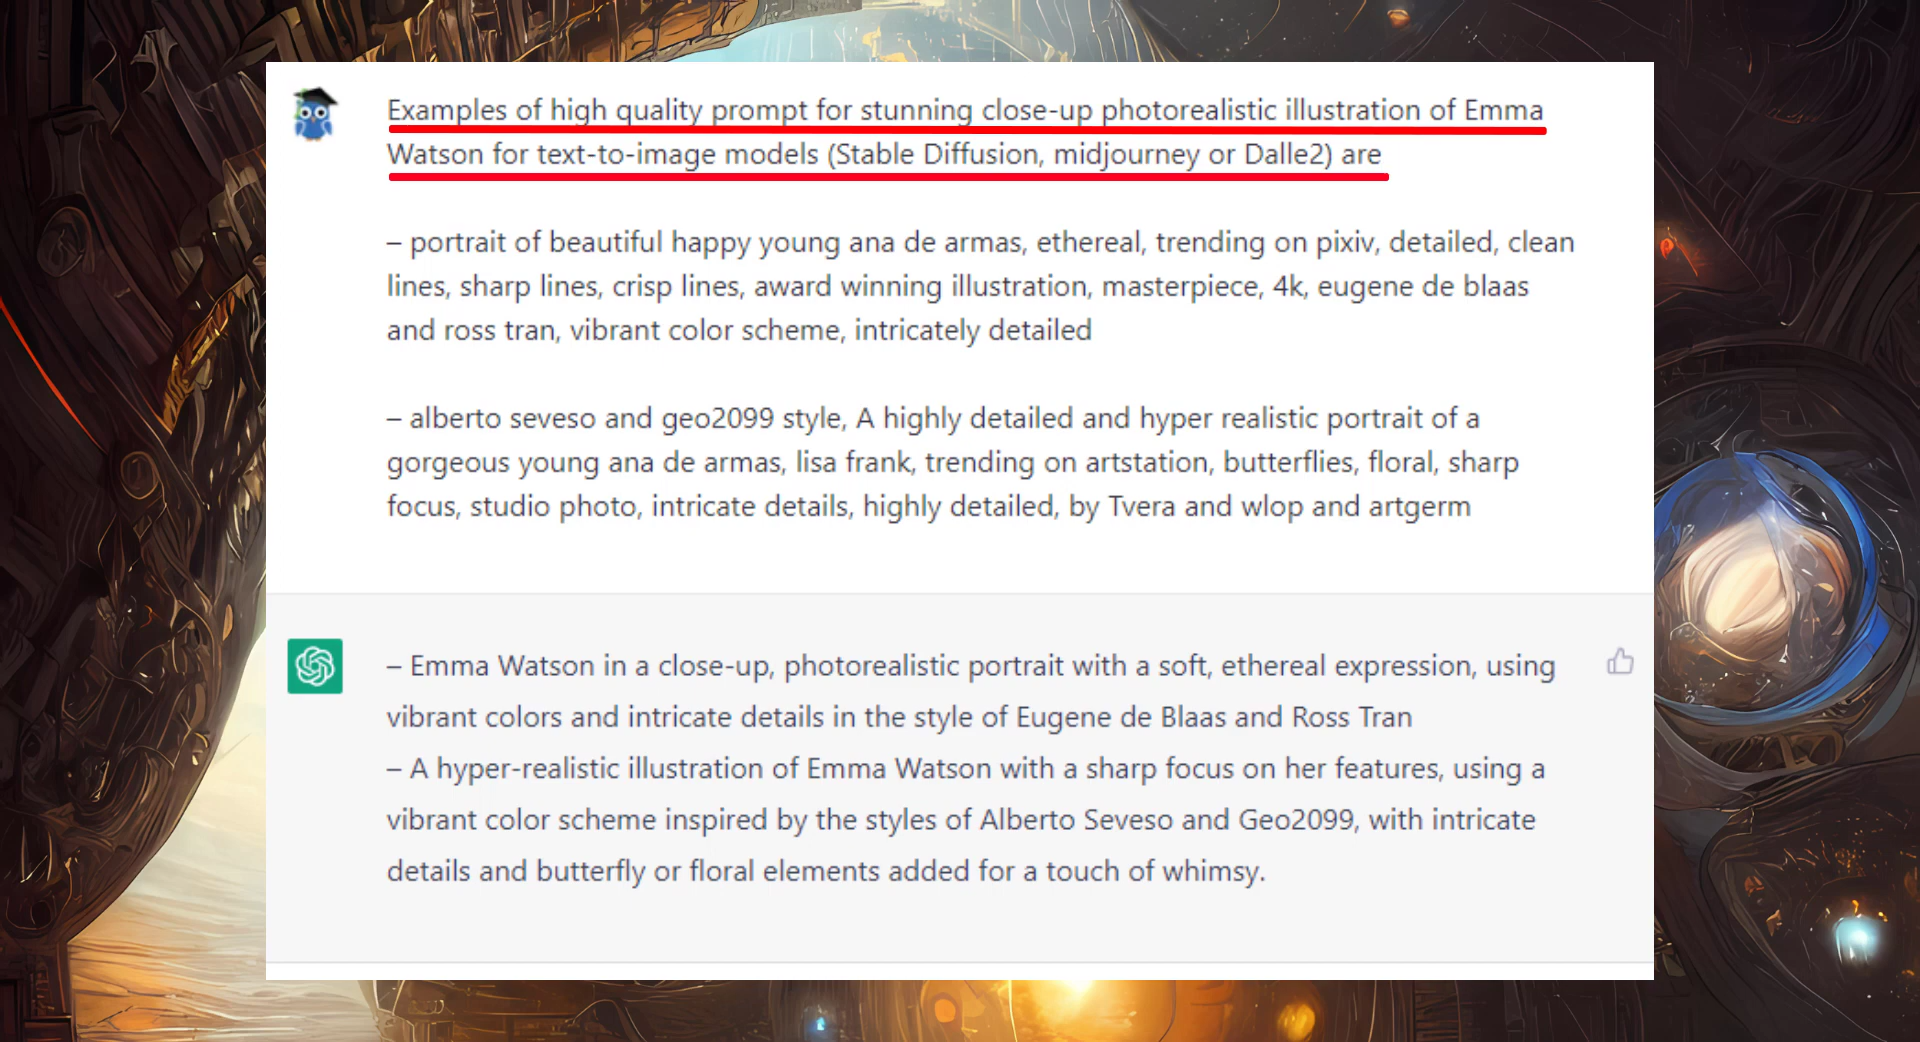 Examples of high quality prompt for stunning close-up photorealistic illustration of Emma
Watson for text-to-image models (Stable Diffusion, midjourney or Dalle2) are
– portrait of beautiful happy young ana de armas, ethereal, trending on pixiv, detailed, clean
lines, sharp lines, crisp lines, award winning illustration, masterpiece, 4k, eugene de blaas
and ross tran, vibrant color scheme, intricately detailed
– alberto seveso and geo2099 style, A highly detailed and hyper realistic portrait of a
gorgeous young ana de armas, lisa frank, trending on artstation, butterflies, floral, sharp
focus, studio photo, intricate details, highly detailed, by Tvera and wlop and artgerm
– Emma Watson in a close-up, photorealistic portrait with a soft, ethereal expression, using
vibrant colors and intricate details in the style of Eugene de Blaas and Ross Tran
– A hyper-realistic illustration of Emma Watson with a sharp focus on her features, using a
vibrant color scheme inspired by the styles of Alberto Seveso and Geo2099, with intricate
details and butterfly or floral elements added for a touch of whimsy.